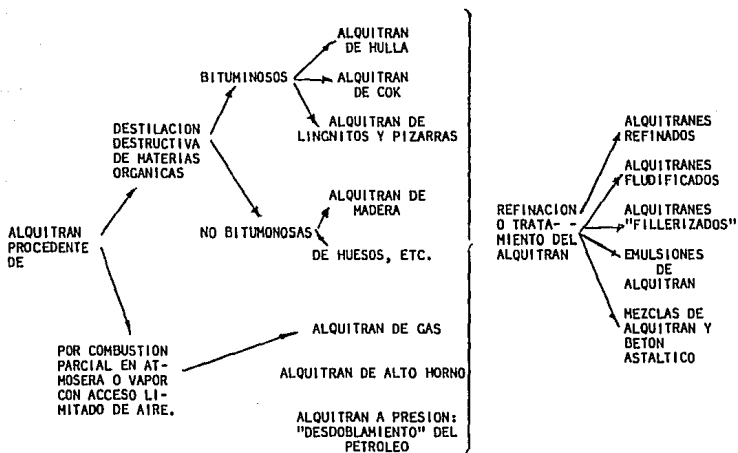 ALQUITRAN
PROCEDENTE
DE
DESTILACION
DESTRUCTIVA
DE MATERIAS
ORGANICAS
BITUMINOSOS
ALQUITRAN
DE HULLA
ALQUITRAN
DE COK
ALQUITRAN DE
LINGNITOS Y PIZARRAS
NO BITUMONOSAS
ALQUITRAN DE
MADERA
DE HUESOS, ETC.
POR COMBUSTION
PARCIAL EN AT-
MOSERA O VAPOR
CON ACCESO LI-
MITADO DE AIRE.
ALQUITRAN DE GAS
ALQUITRAN DE ALTO HORNO
ALQUITRAN A PRESION:
"DESDOBLAMIENTO" DEL
PETROLEO
REFINACION
O TRATA- -
MIENTO DEL
ALQUITRAN
ALQUITRANES
REFINADOS
ALQUITRANES
FLUDIFICADOS
ALQUITRANES
"FILLERIZADOS"
EMULSIONES
DE
ALQUITRAN
MEZCLAS DE
ALQUITRAN Y
BETON
ASTALTICO